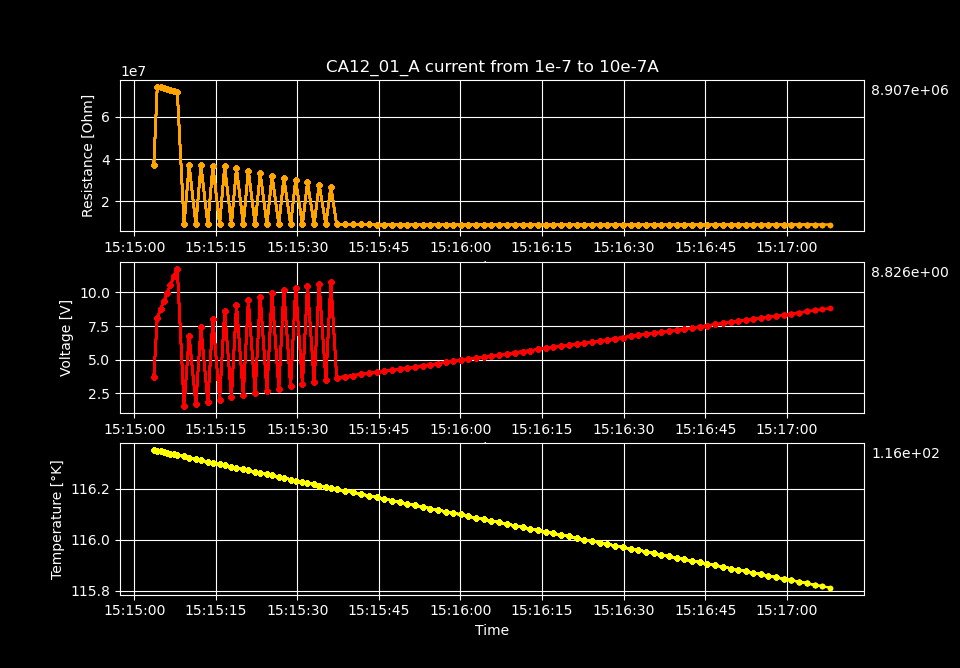 CA12_01_A current from 1e-7 to 10e-7A
1e7
8.907e+06
Resistance [Ohm]
6
4
2
15:15:00 15:15:15 15:15:30 15:15:45 15:16:00 15:16:15 15:16:30 15:16:45 15:17:00
8.826e+00
Voltage [V]
10.0
7.5
5.0
2.5
15:15:00 15:15:15 15:15:30 15:15:45 15:16:00 15:16:15 15:16:30 15:16:45 15:17:00
1.16e+02
Temperature [°K]
116.2
116.0
115.8
15:15:00 15:15:15 15:15:30 15:15:45 15:16:00 15:16:15 15:16:30 15:16:45 15:17:00
Time